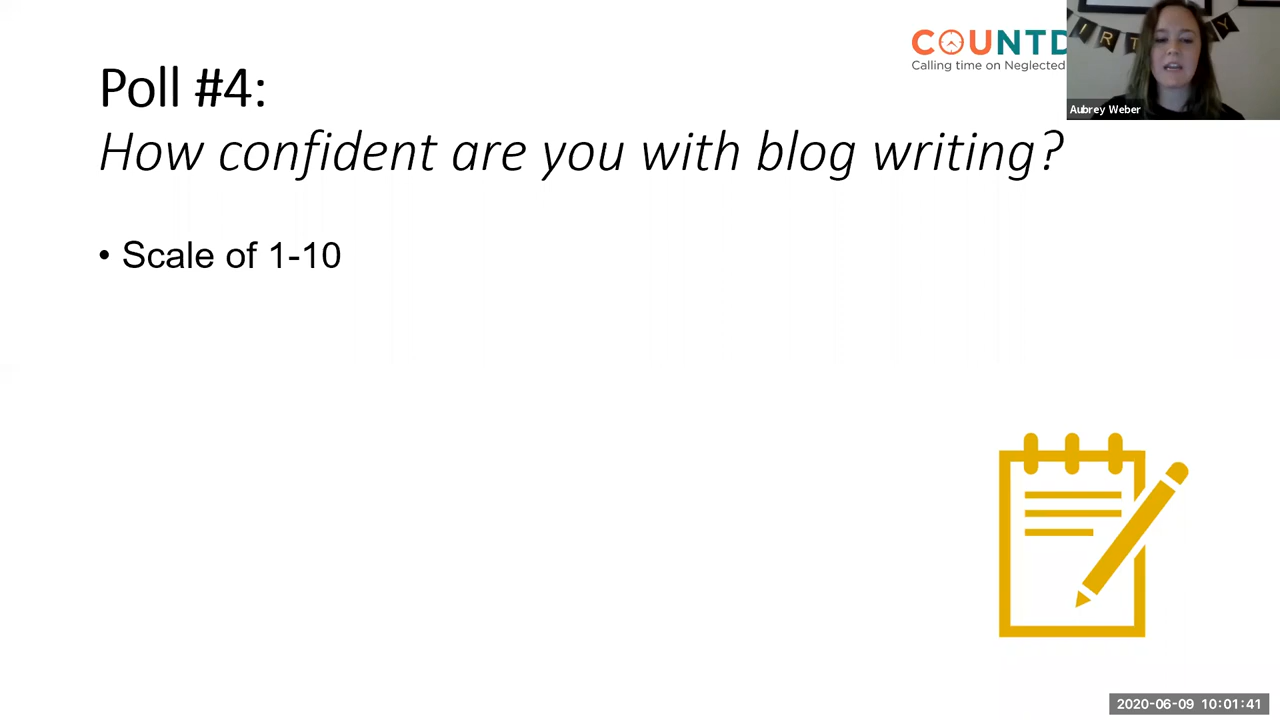 COUNTD
Calling time on Neglected
Poll #4:
How confident are you with blog writing?
• Scale of 1-10
IRT
Y
Aubrey Weber
2020-06-09 10:01:41